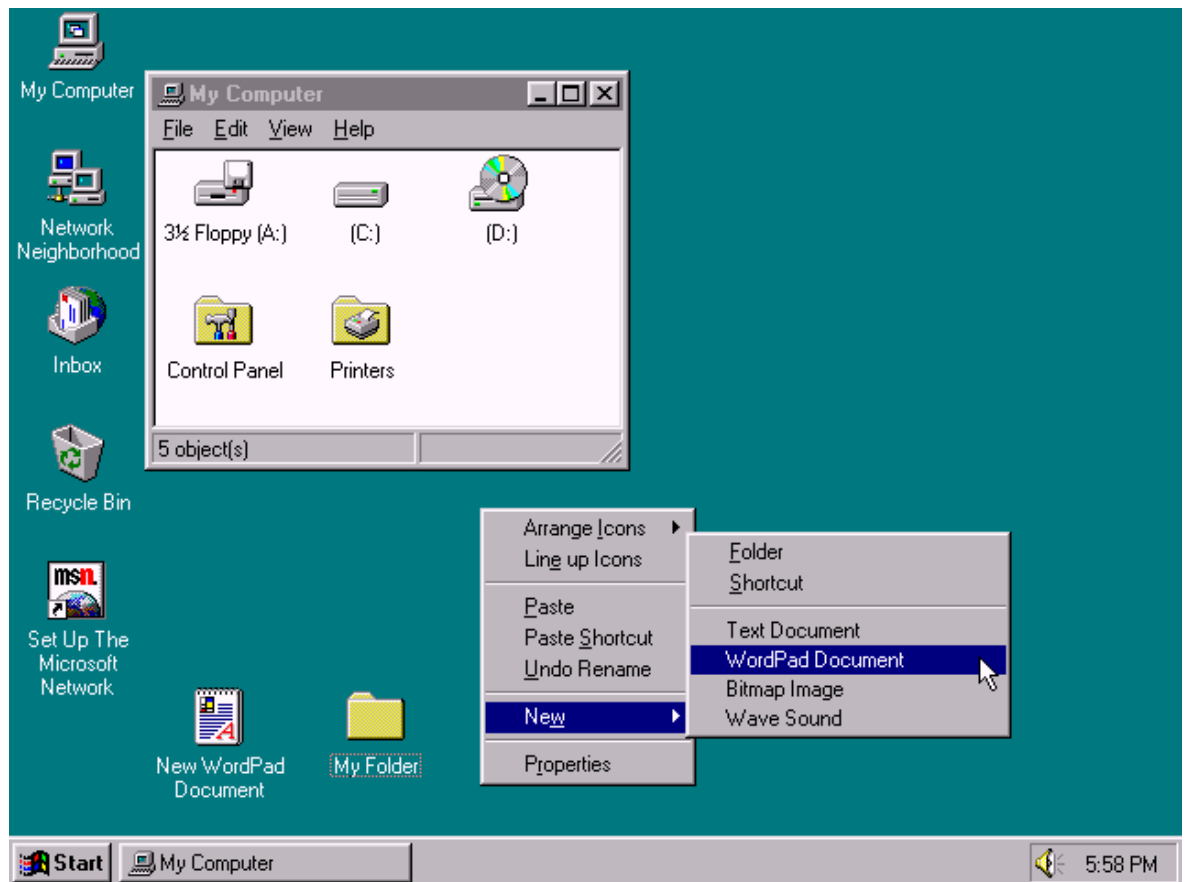 My Computer
Network
Neighborhood
Inbox
Recycle Bin
msn.
Set Up The
Microsoft
Network
My Computer
File Edit View Help
3½ Floppy (A:) (C:) (D:)
Control Panel Printers
5 object(s)
New WordPad
Document
My Folder
Arrange Icons
Line up Icons
Paste
Paste Shortcut
Undo Rename
New
Properties
Folder
Shortcut
Text Document
WordPad Document
Bitmap Image
Wave Sound
Start My Computer 5:58 PM